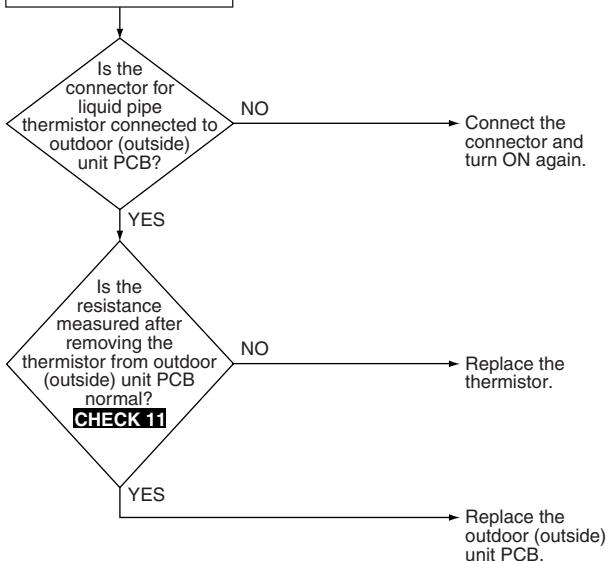 Is the
connector for
liquid pipe
thermistor connected to
outdoor (outside)
unit PCB?
NO
Connect the
connector and
turn ON again.
YES
Is the
resistance
measured after
removing the
thermistor from outdoor
(outside) unit PCB
normal?
CHECK 11
NO
Replace the
thermistor.
YES
Replace the
outdoor (outside)
unit PCB.